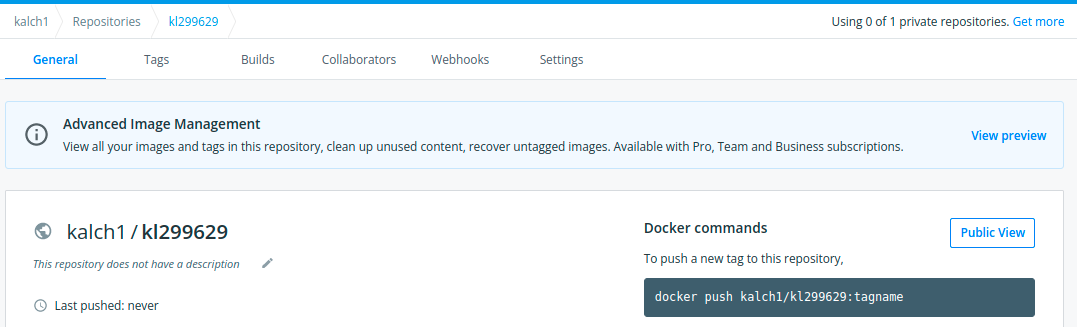 kalch1 Repositories kl299629 Using 0 of 1 private repositories. Get more
General Tags Builds Collaborators Webhooks Settings
Advanced Image Management
View all your images and tags in this repository, clean up unused content, recover untagged images. Available with Pro, Team and Business subscriptions.
View preview
kalch1 / kl299629
This repository does not have a description
Last pushed: never
Docker commands
Public View
To push a new tag to this repository,
docker push kalch1/kl299629:tagname